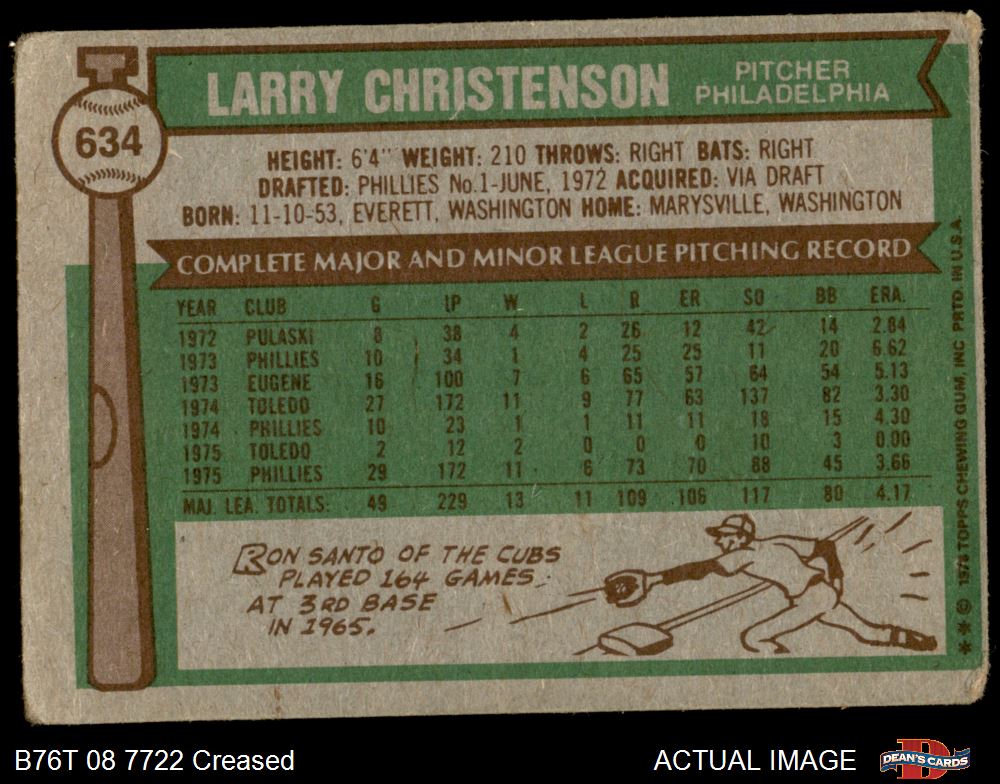 634
LARRY CHRISTENSON
PITCHER
PHILADELPHIA
HEIGHT: 6'4" WEIGHT: 210 THROWS: RIGHT BATS: RIGHT
DRAFTED: PHILLIES No.1-JUNE, 1972 ACQUIRED: VIA DRAFT
BORN: 11-10-53, EVERETT, WASHINGTON HOME: MARYSVILLE, WASHINGTON
COMPLETE MAJOR AND MINOR LEAGUE PITCHING RECORD
YEAR CLUB G IP W L R ER SO BB ERA.
1972 PULASKI 8 38 4 2 26 12 42 14 2.84
1973 PHILLIES 10 34 1 4 25 25 11 20 6.62
1973 EUGENE 16 100 7 6 65 57 64 54 5.13
1974 TOLEDO 27 172 11 9 77 63 137 82 3.30
1974 PHILLIES 10 23 1 1 11 11 18 15 4.30
1975 TOLEDO 2 12 2 0 0 0 10 3 0.00
1975 PHILLIES 29 172 11 6 73 70 88 45 3.66
MAJ. LEA. TOTALS: 49 229 13 11 109 106 117 80 4.17
RON SANTO OF THE CUBS
PLAYED 164 GAMES
AT 3RD BASE
IN 1965.
** © 1976 TOPPS CHEWING GUM, INC PRTD. IN U.S.A.
B76T 08 7722 Creased
ACTUAL IMAGE
D
DEAN'S CARDS